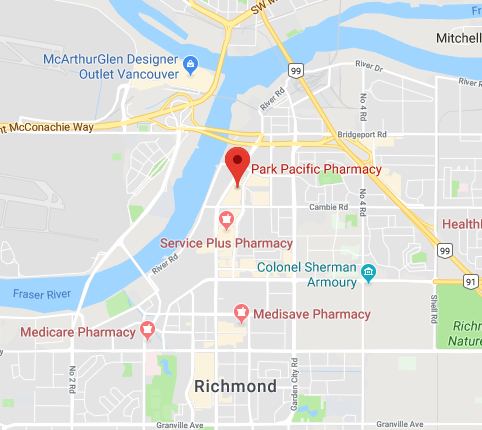 SW M
Fras
Mitchell
McArthurGlen Designer
Outlet Vancouver
99
River Dr
River Rd
No 4 Rd
nt McConachie Way
Bridgeport Rd
Park Pacific Pharmacy
Cambie Rd
No 4 Rd
Service Plus Pharmacy
Health
99
River Rd
Colonel Sherman
Armoury
91
Fraser River
Shell Rd
Medisave Pharmacy
Medicare Pharmacy
Richm
Nature
No 2 Rd
Richmond
Garden City Rd
Granville Ave
Granville Ave